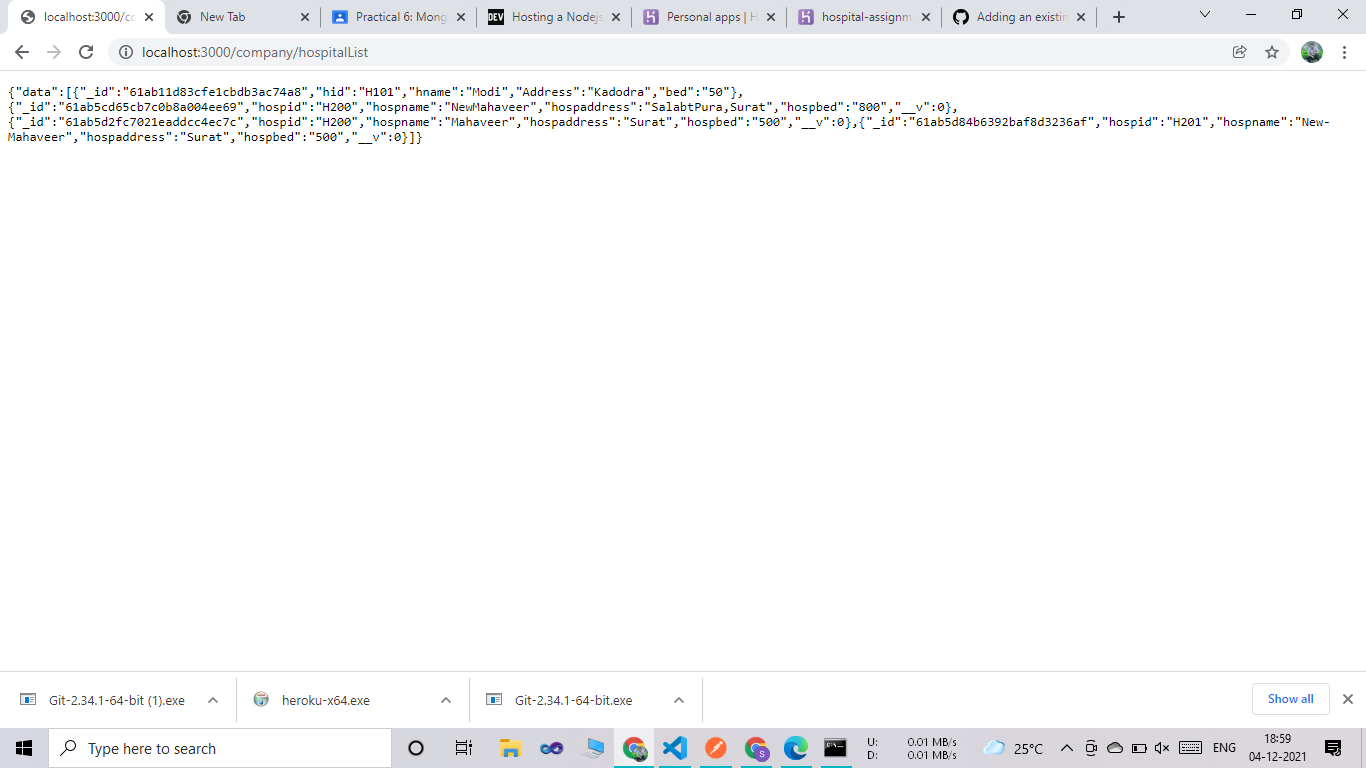 localhost:3000/cc
New Tab
Practical 6: Mong
DEV
Hosting a Nodejs
Personal apps | H
hospital-assignm
Adding an existin
localhost:3000/company/hospitalList
{"data":[{"_id":"61ab11d83cfe1cbdb3ac74a8","hid":"H101","hname":"Modi","Address":"Kadodra","bed":"50"},
{"_id":"61ab5cd65cb7c0b8a004ee69","hospid":"H200","hospname":"NewMahaveer","hospaddress":"SalabtPura,Surat","hospbed":"800","__v":0},
{"_id":"61ab5d2fc7021eaddcc4ec7c","hospid":"H200","hospname":"Mahaveer","hospaddress":"Surat","hospbed":"500","__v":0},{"_id":"61ab5d84b6392baf8d3236af","hospid":"H201","hospname":"New-
Mahaveer","hospaddress":"Surat","hospbed":"500","__v":0}]}
Git-2.34.1-64-bit (1).exe
heroku-x64.exe
Git-2.34.1-64-bit.exe
Show all
Type here to search
S
U: 0.01 MB/s
D: 0.01 MB/s
25°C
ENG
18:59
04-12-2021